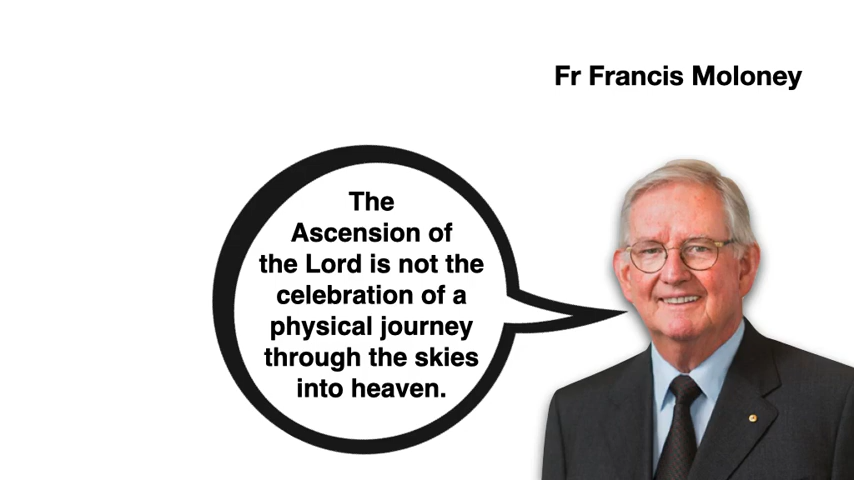 Fr Francis Moloney
The
Ascension of
the Lord is not the
celebration of a
physical journey
through the skies
into heaven.